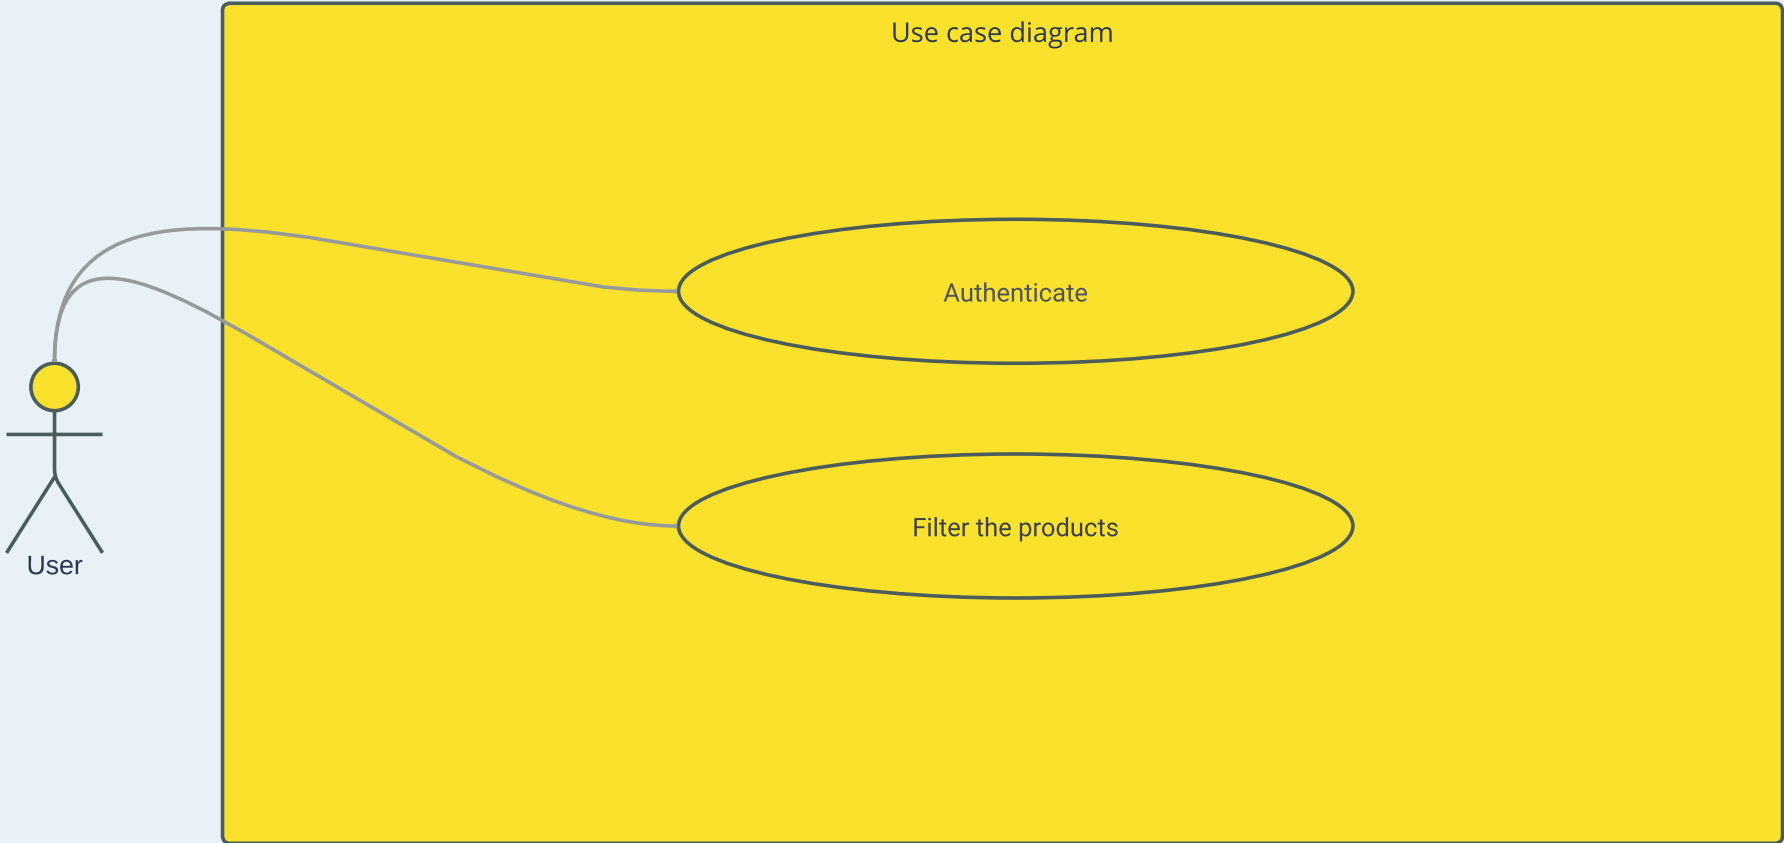 Use case diagram
Authenticate
Filter the products
User